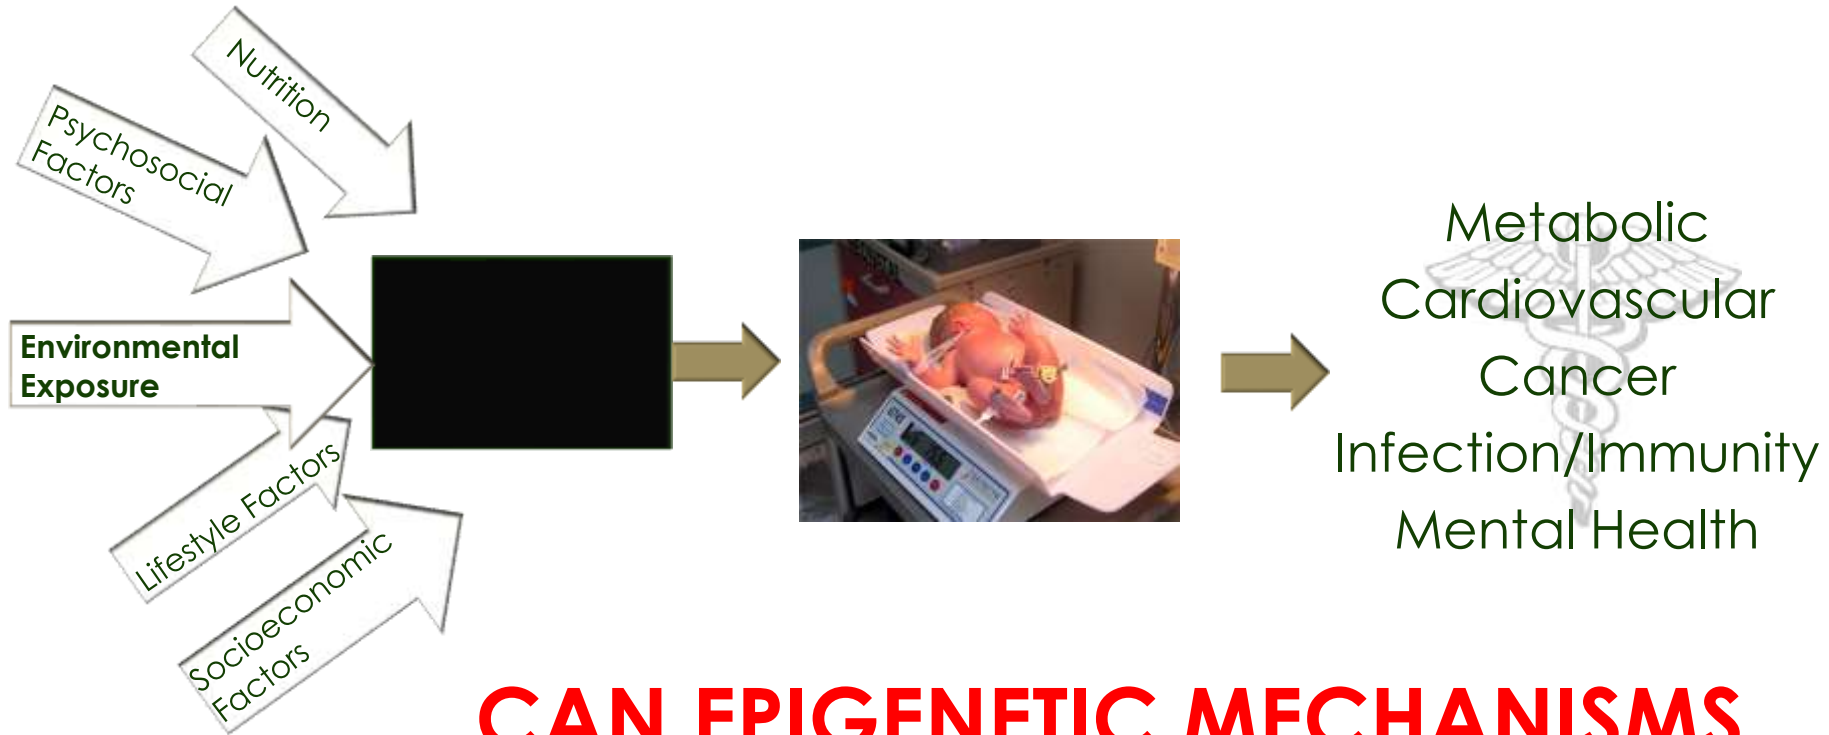 Nutrition
Psychosocial
Factors
Environmental
Exposure
Lifestyle Factors
Socioeconomic
Factors
Metabolic
Cardiovascular
Cancer
Infection/Immunity
Mental Health
CAN EPIGENETIC MECHANISMS